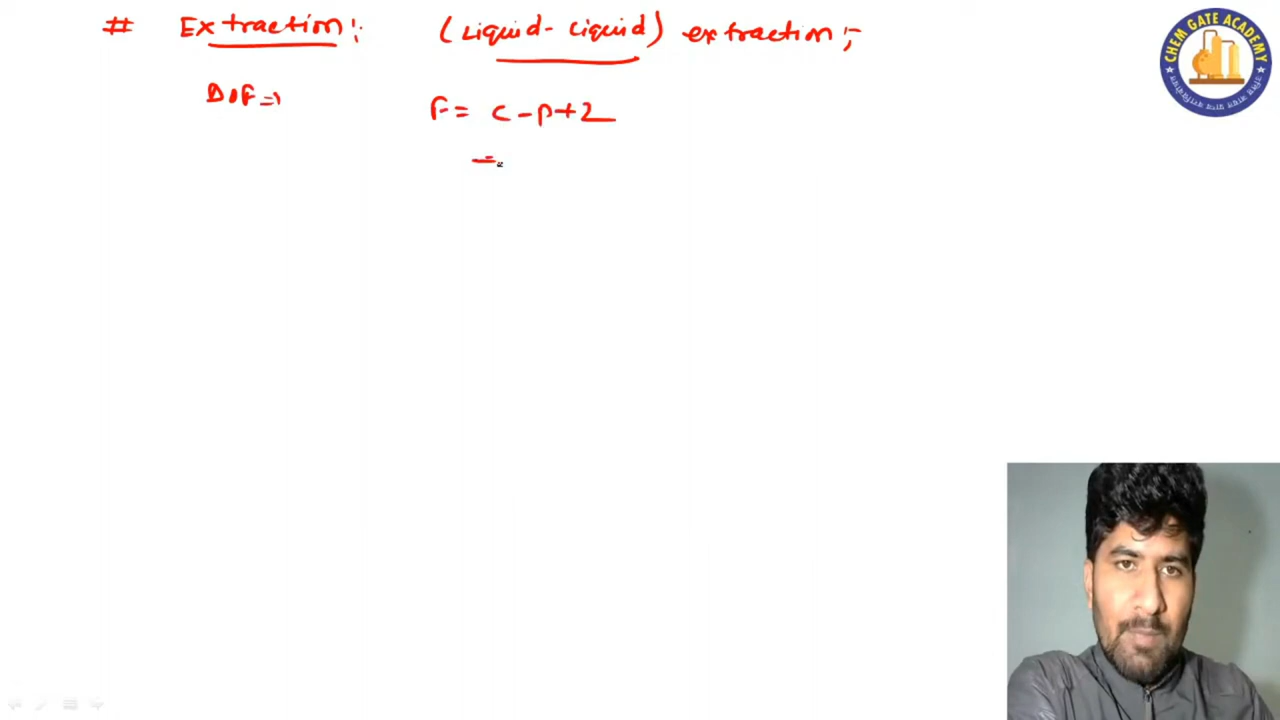 # Extraction:- (Liquid-Liquid) extraction:-
CHEM GATE ACADEMY
DOF ⇒ F = C - P + 2
=